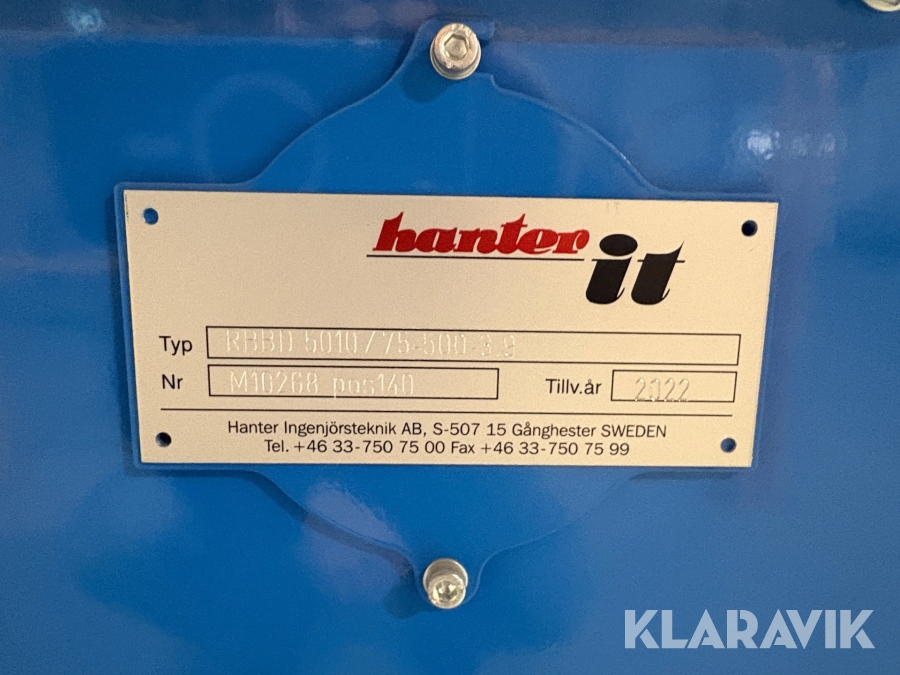 hanter it
Typ RBBD 5010/75-500-3.9
Nr M10268 pos140 Tillv.år 2022
Hanter Ingenjörsteknik AB, S-507 15 Gånghester SWEDEN
Tel. +46 33-750 75 00 Fax +46 33-750 75 99
KLARAVIK